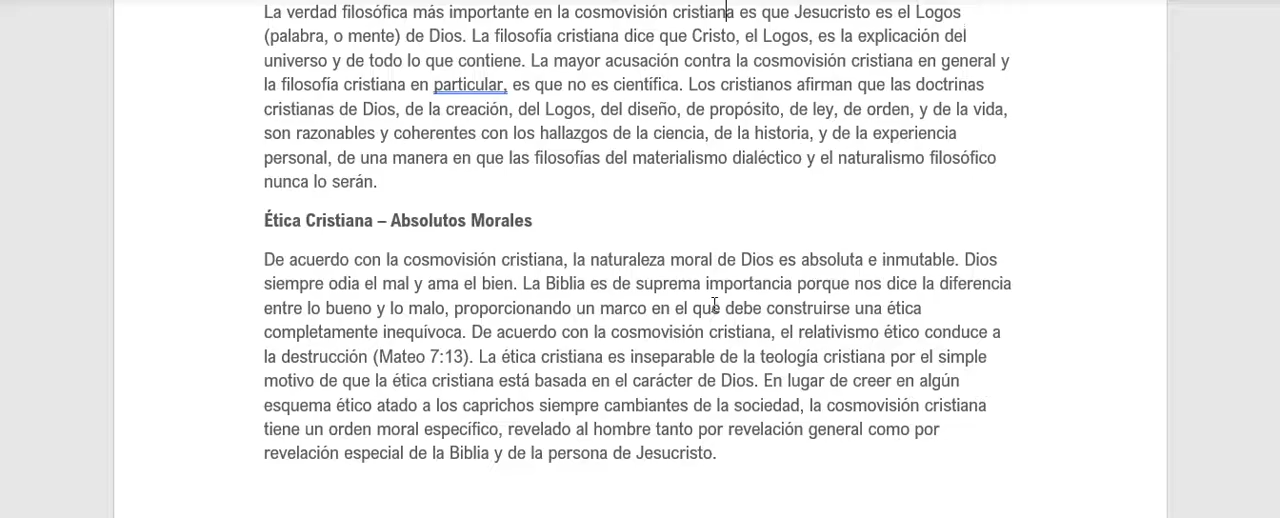 La verdad filosófica más importante en la cosmovisión cristiana es que Jesucristo es el Logos
(palabra, o mente) de Dios. La filosofía cristiana dice que Cristo, el Logos, es la explicación del
universo y de todo lo que contiene. La mayor acusación contra la cosmovisión cristiana en general y
la filosofía cristiana en particular, es que no es científica. Los cristianos afirman que las doctrinas
cristianas de Dios, de la creación, del Logos, del diseño, de propósito, de ley, de orden, y de la vida,
son razonables y coherentes con los hallazgos de la ciencia, de la historia, y de la experiencia
personal, de una manera en que las filosofías del materialismo dialéctico y el naturalismo filosófico
nunca lo serán.
Ética Cristiana – Absolutos Morales
De acuerdo con la cosmovisión cristiana, la naturaleza moral de Dios es absoluta e inmutable. Dios
siempre odia el mal y ama el bien. La Biblia es de suprema importancia porque nos dice la diferencia
entre lo bueno y lo malo, proporcionando un marco en el que debe construirse una ética
completamente inequívoca. De acuerdo con la cosmovisión cristiana, el relativismo ético conduce a
la destrucción (Mateo 7:13). La ética cristiana es inseparable de la teología cristiana por el simple
motivo de que la ética cristiana está basada en el carácter de Dios. En lugar de creer en algún
esquema ético atado a los caprichos siempre cambiantes de la sociedad, la cosmovisión cristiana
tiene un orden moral específico, revelado al hombre tanto por revelación general como por
revelación especial de la Biblia y de la persona de Jesucristo.